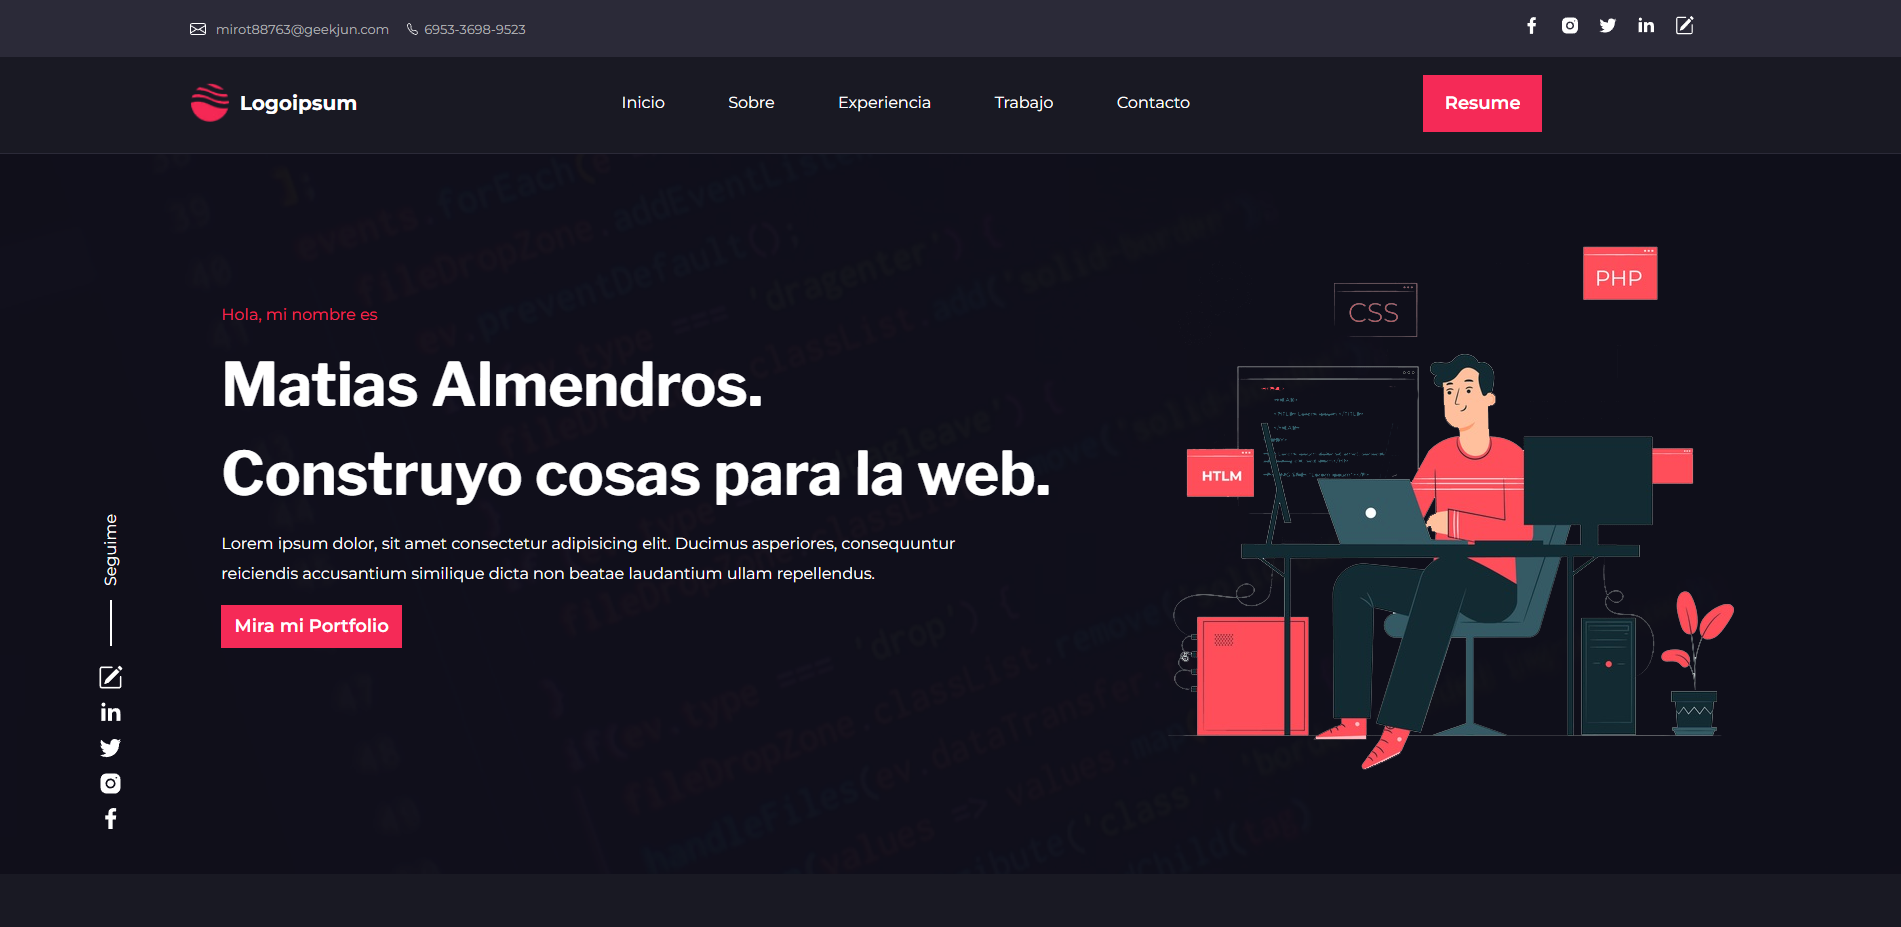 mirot88763@geekjun.com 6953-3698-9523
Logoipsum
Inicio Sobre Experiencia Trabajo Contacto
Resume
Hola, mi nombre es
Matias Almendros.
Construyo cosas para la web.
Lorem ipsum dolor, sit amet consectetur adipisicing elit. Ducimus asperiores, consequuntur
reiciendis accusantium similique dicta non beatae laudantium ullam repellendus.
Mira mi Portfolio
Seguime
CSS
PHP
HTLM